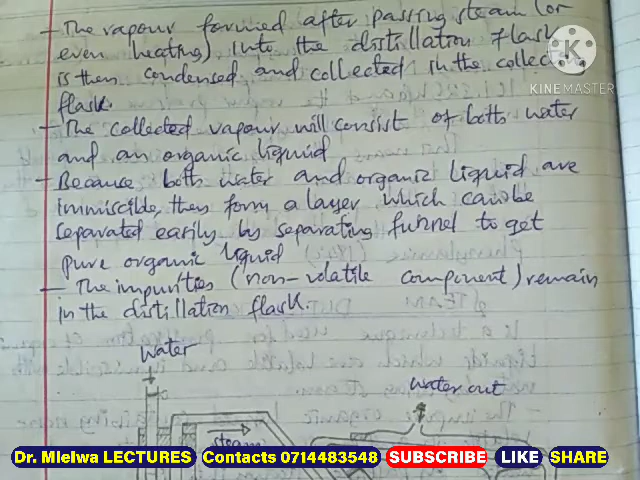 - The vapour formed after passing steam (or
even heating) into the distillation flask
is then condensed and collected in the collecting
flask.
- The collected vapour will consist of both water
and an organic liquid
- Because both water and organic liquid are
immiscible, they form a layer which can be
separated easily by separating funnel to get
pure organic liquid
- The impurities (non-volatile component) remain
in the distillation flask.
Water
Water out
steam
KINEMASTER
Dr. Mlelwa LECTURES Contacts 0714483548 SUBSCRIBE LIKE SHARE